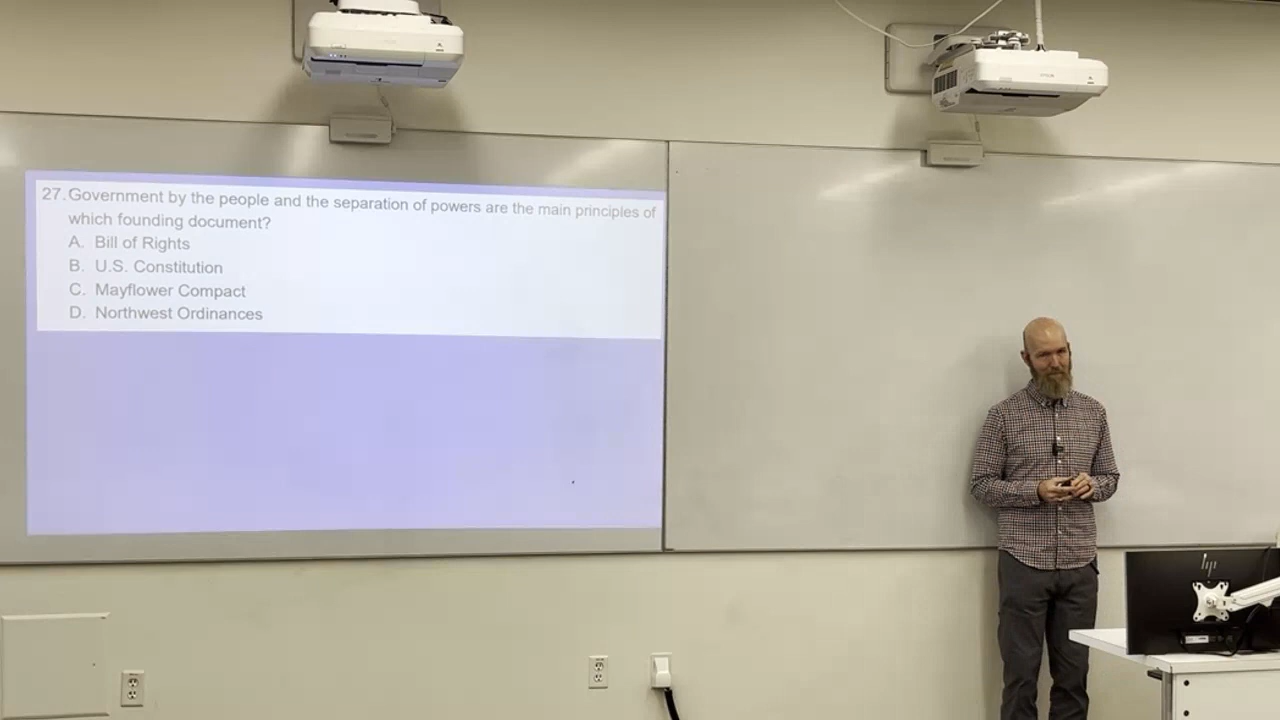 27. Government by the people and the separation of powers are the main principles of
which founding document?
A. Bill of Rights
B. U.S. Constitution
C. Mayflower Compact
D. Northwest Ordinances
hp